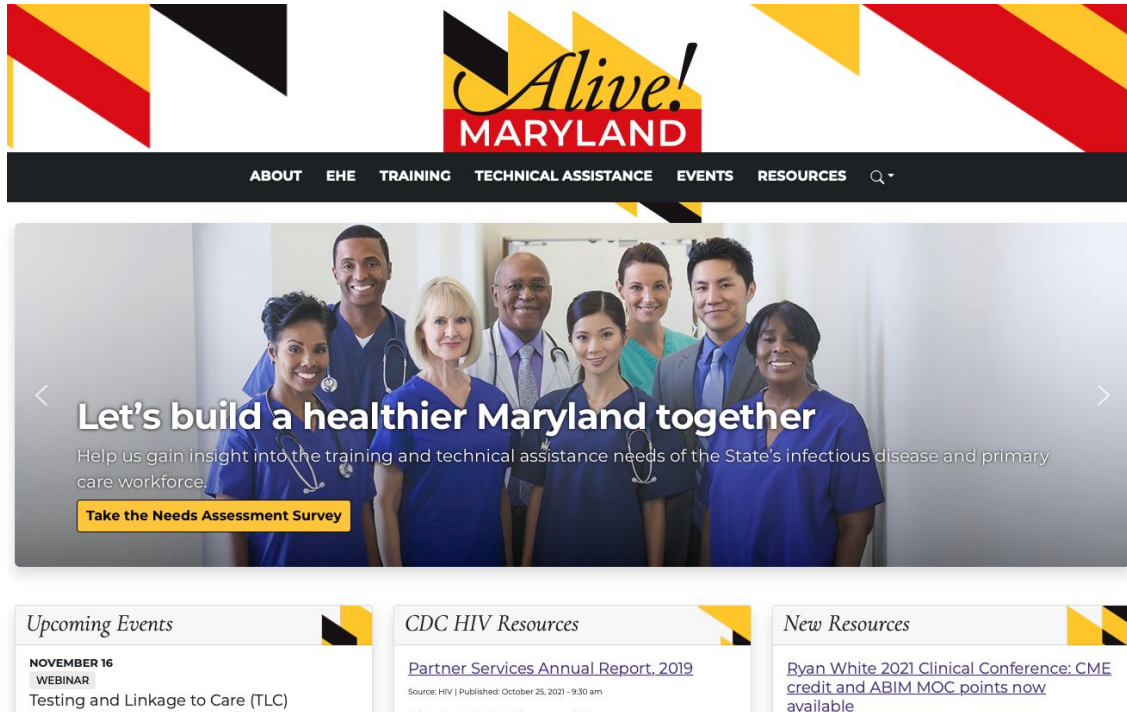 Alive!
MARYLAND
ABOUT EHE TRAINING TECHNICAL ASSISTANCE EVENTS RESOURCES
Let's build a healthier Maryland together
Help us gain insight into the training and technical assistance needs of the State's infectious disease and primary
care workforce.
Take the Needs Assessment Survey
Upcoming Events
NOVEMBER 16
WEBINAR
Testing and Linkage to Care (TLC)
CDC HIV Resources
Partner Services Annual Report, 2019
Source: HIV | Published: October 25, 2021 - 9:30 am
New Resources
Ryan White 2021 Clinical Conference: CME
credit and ABIM MOC points now
available